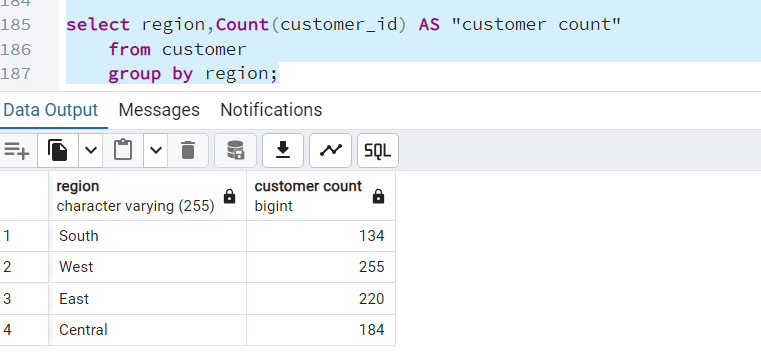 184
185 select region,Count(customer_id) AS "customer count"
186 from customer
187 group by region;
Data Output Messages Notifications
SQL
region customer count
character varying (255) bigint
1 South 134
2 West 255
3 East 220
4 Central 184